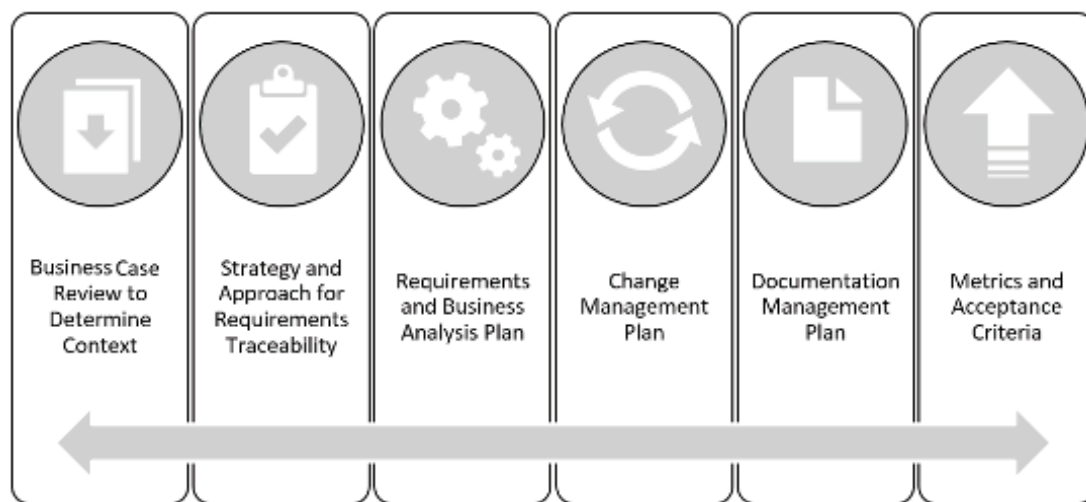 Business Case
Review to
Determine
Context
Strategy and
Approach for
Requirements
Traceability
Requirements
and Business
Analysis Plan
Change
Management
Plan
Documentation
Management
Plan
Metrics and
Acceptance
Criteria